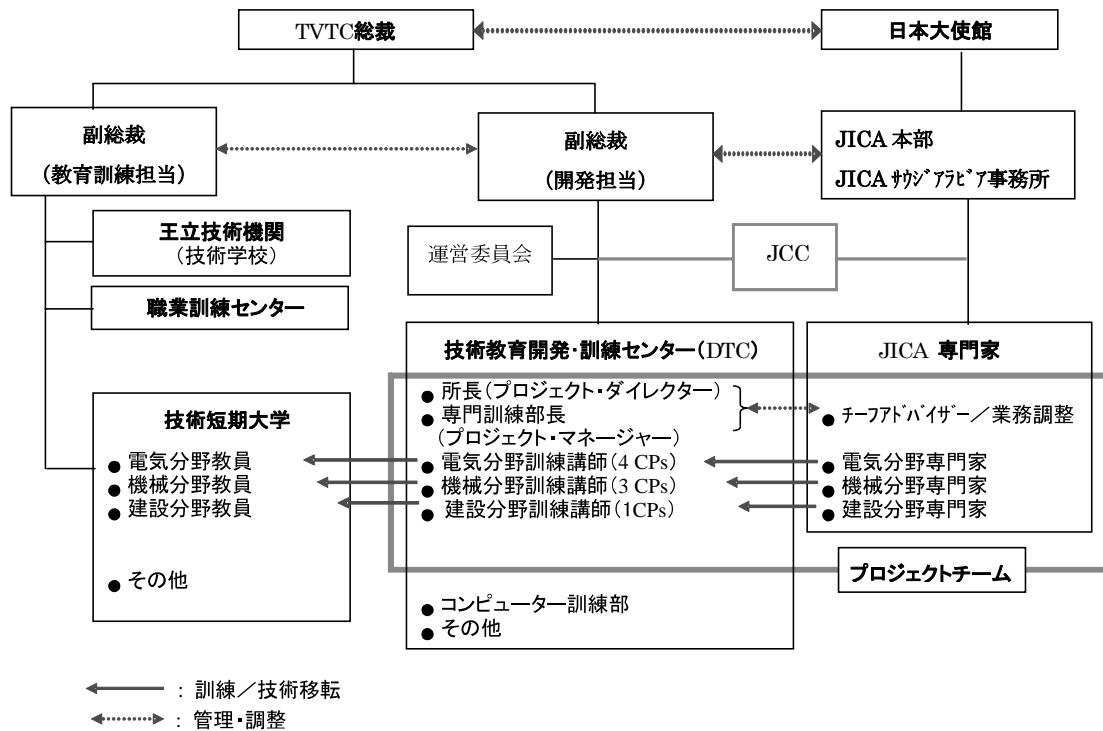 TVTC総裁
日本大使館
副総裁
(教育訓練担当)
副総裁
(開発担当)
JICA 本部
JICA ｻｳｼﾞｱﾗﾋﾞｱ事務所
王立技術機関
(技術学校)
運営委員会
JCC
職業訓練センター
技術教育開発・訓練センター(DTC)
JICA 専門家
● 所長(プロジェクト・ダイレクター)
● 専門訓練部長
(プロジェクト・マネージャー)
● 電気分野訓練講師(4 CPs)
● 機械分野訓練講師(3 CPs)
● 建設分野訓練講師(1CPs)
● コンピューター訓練部
● その他
● ﾁｰﾌｱﾄﾞﾊﾞｲｻﾞｰ／業務調整
● 電気分野専門家
● 機械分野専門家
● 建設分野専門家
技術短期大学
● 電気分野教員
● 機械分野教員
● 建設分野教員
● その他
プロジェクトチーム
: 訓練／技術移転
: 管理・調整